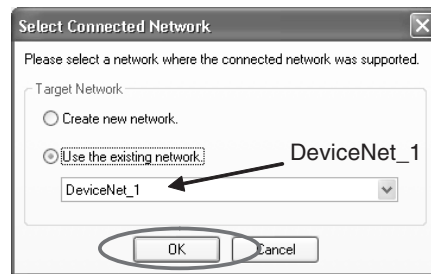 Select Connected Network
Please select a network where the connected network was supported.
Target Network
Create new network.
Use the existing network.
DeviceNet_1
DeviceNet_1
OK
Cancel